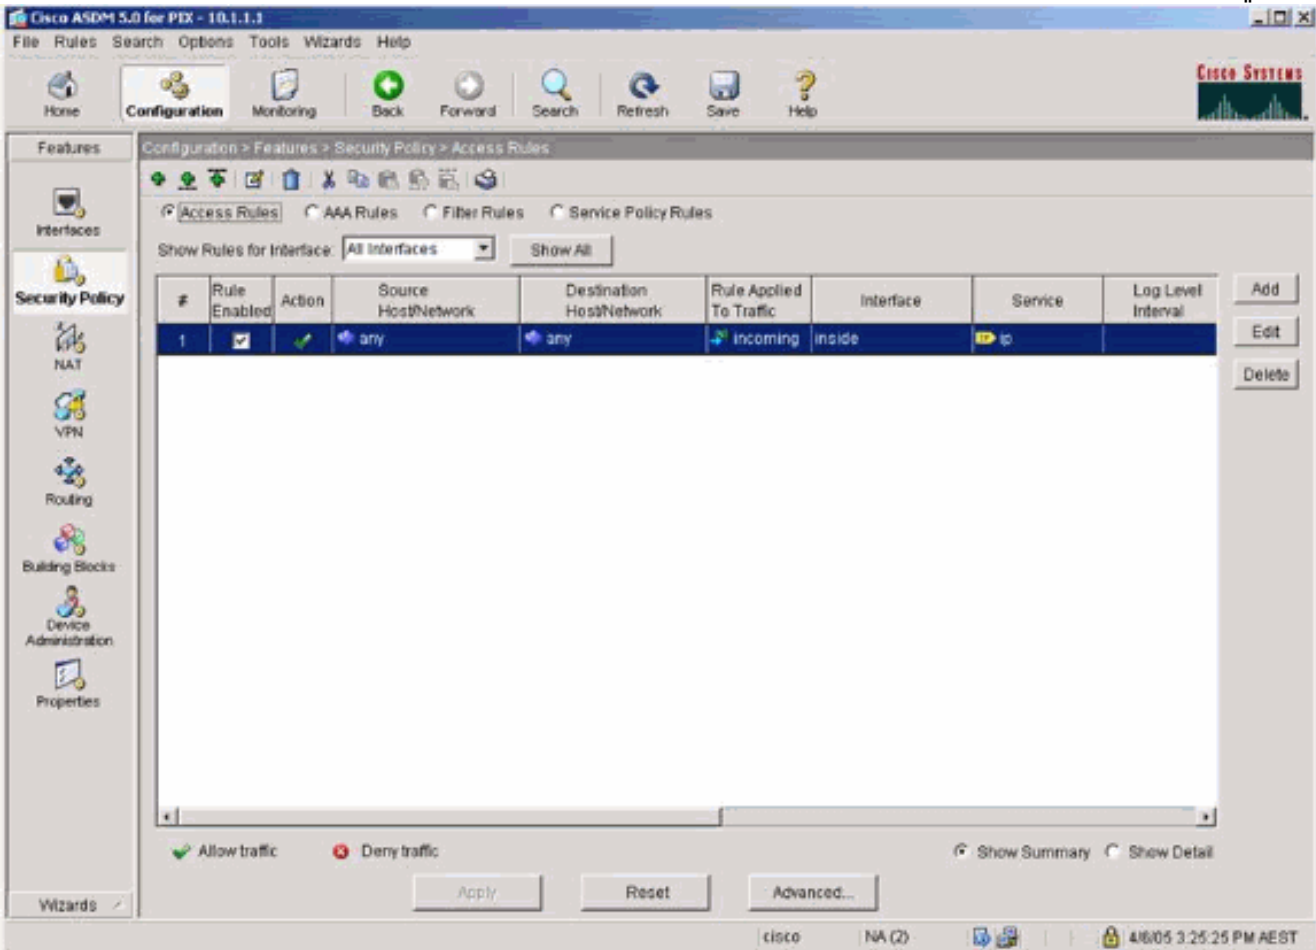 Cisco ASDM 5.0 for PIX - 10.1.1.1
File Rules Search Options Tools Wizards Help
Home Configuration Monitoring Back Forward Search Refresh Save Help
CISCO SYSTEMS
Features
Configuration > Features > Security Policy > Access Rules
Interfaces
Security Policy
NAT
VPN
Routing
Building Blocks
Device Administration
Properties
Wizards
Access Rules AAA Rules Filter Rules Service Policy Rules
Show Rules for Interface: All Interfaces Show All
# Rule Enabled Action Source Host/Network Destination Host/Network Rule Applied To Traffic Interface Service Log Level Interval
1 any any incoming inside IP ip
Add
Edit
Delete
Allow traffic Deny traffic Show Summary Show Detail
Apply Reset Advanced...
cisco NA (2) 4/6/05 3:25:25 PM AEST